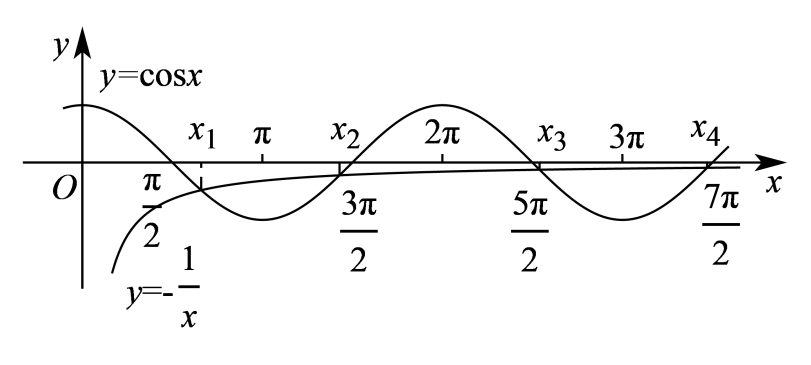 y
y=cosx
x₁ π x₂ 2π x₃ 3π x₄
O x
π/2 3π/2 5π/2 7π/2
y=-1/x